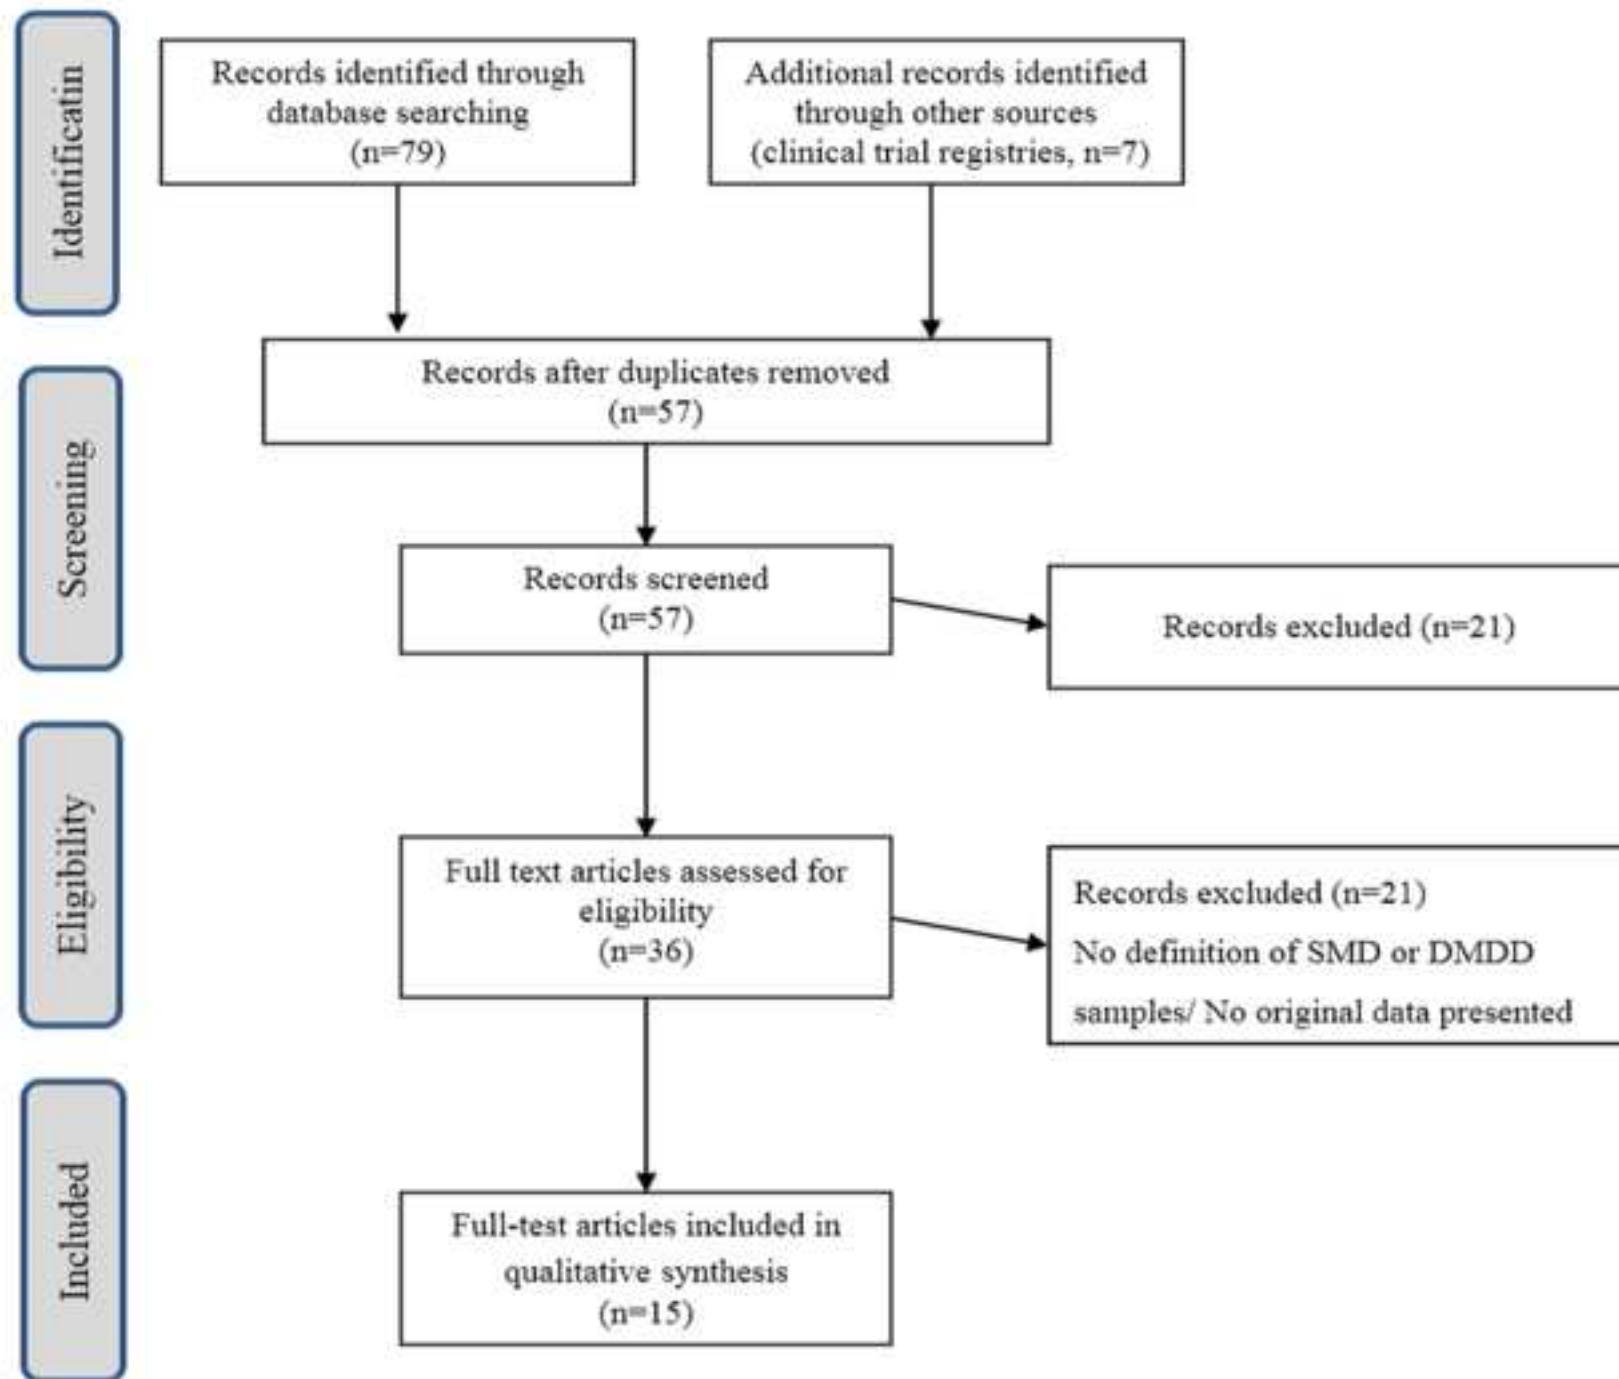 Identificatin
Records identified through
database searching
(n=79)
Additional records identified
through other sources
(clinical trial registries, n=7)
Records after duplicates removed
(n=57)
Screening
Records screened
(n=57)
Records excluded (n=21)
Eligibility
Full text articles assessed for
eligibility
(n=36)
Records excluded (n=21)
No definition of SMD or DMDD
samples/ No original data presented
Included
Full-test articles included in
qualitative synthesis
(n=15)